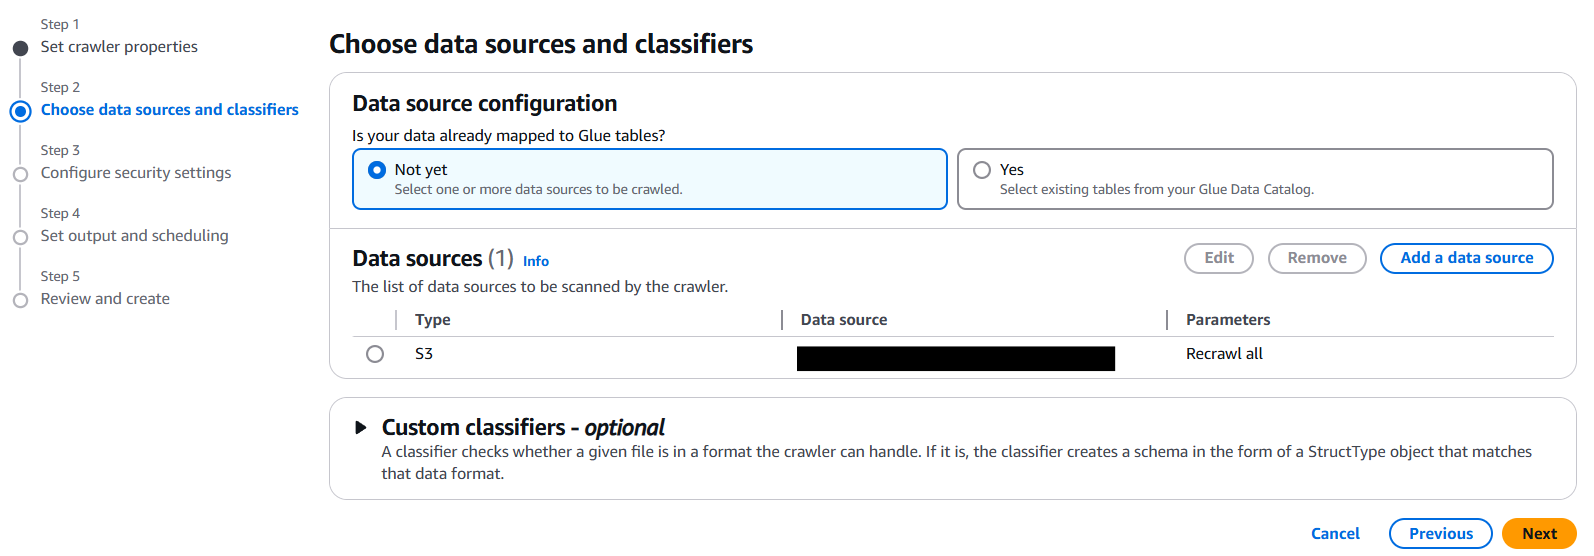 Step 1
Set crawler properties
Step 2
Choose data sources and classifiers
Step 3
Configure security settings
Step 4
Set output and scheduling
Step 5
Review and create
Choose data sources and classifiers
Data source configuration
Is your data already mapped to Glue tables?
Not yet
Select one or more data sources to be crawled.
Yes
Select existing tables from your Glue Data Catalog.
Data sources (1) Info
Edit Remove Add a data source
The list of data sources to be scanned by the crawler.
Type Data source Parameters
S3 Recrawl all
Custom classifiers - optional
A classifier checks whether a given file is in a format the crawler can handle. If it is, the classifier creates a schema in the form of a StructType object that matches
that data format.
Cancel Previous Next